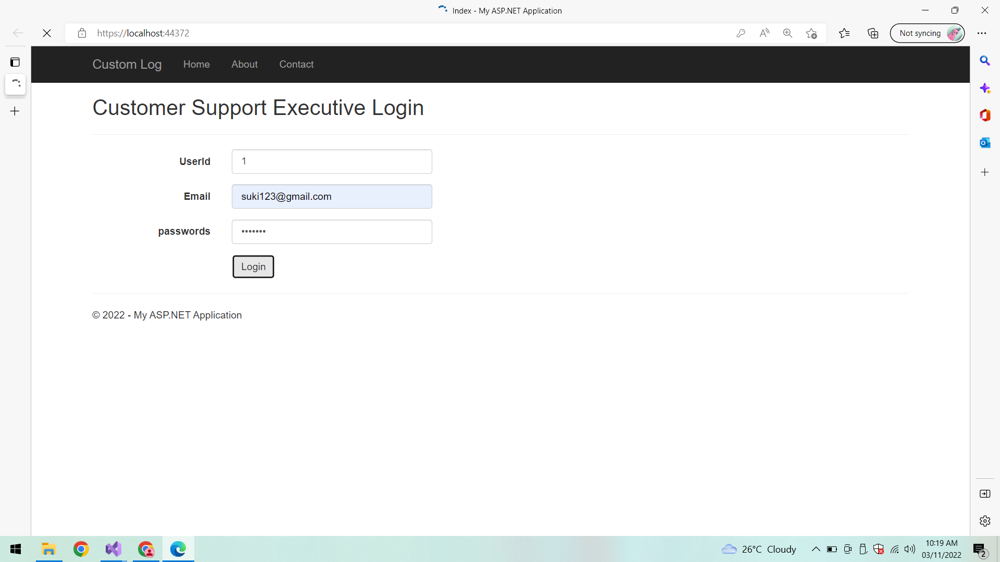 Index - My ASP.NET Application
https://localhost:44372
Not syncing
Custom Log Home About Contact
Customer Support Executive Login
UserId 1
Email suki123@gmail.com
passwords •••••••
Login
© 2022 - My ASP.NET Application
26°C Cloudy
10:19 AM
03/11/2022
2